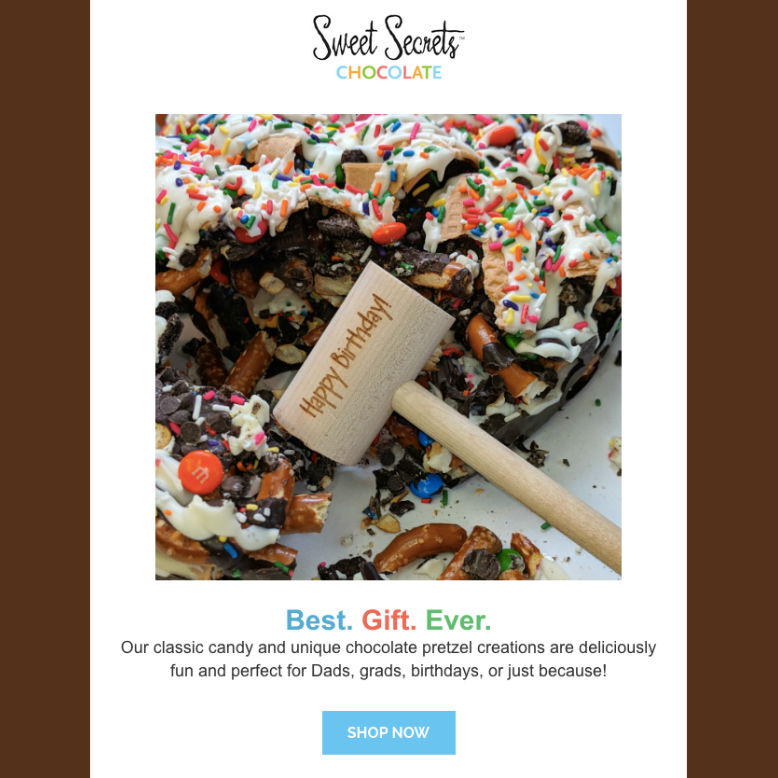 Sweet Secrets™
CHOCOLATE
Happy Birthday!
m
Best. Gift. Ever.
Our classic candy and unique chocolate pretzel creations are deliciously
fun and perfect for Dads, grads, birthdays, or just because!
SHOP NOW